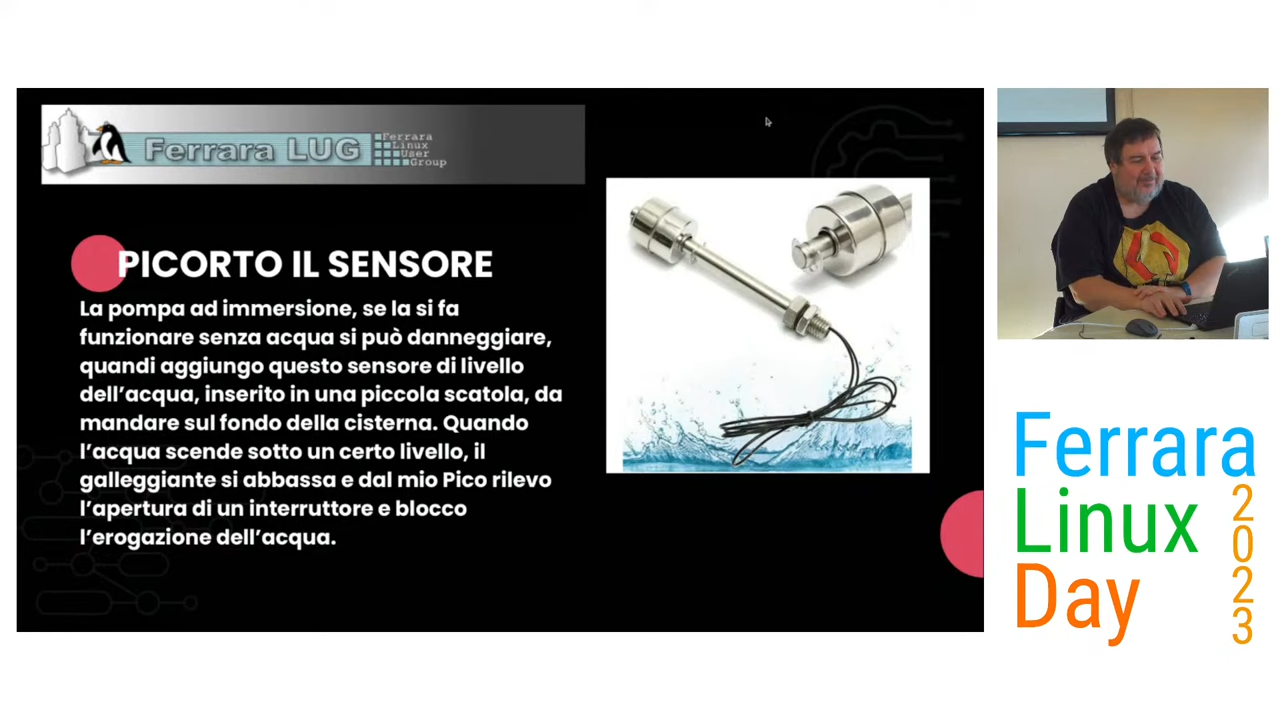 Ferrara LUG
Ferrara
Linux
User
Group
PICORTO IL SENSORE
La pompa ad immersione, se la si fa
funzionare senza acqua si può danneggiare,
quandi aggiungo questo sensore di livello
dell'acqua, inserito in una piccola scatola, da
mandare sul fondo della cisterna. Quando
l'acqua scende sotto un certo livello, il
galleggiante si abbassa e dal mio Pico rilevo
l'apertura di un interruttore e blocco
l'erogazione dell'acqua.
Ferrara
Linux
Day
2023